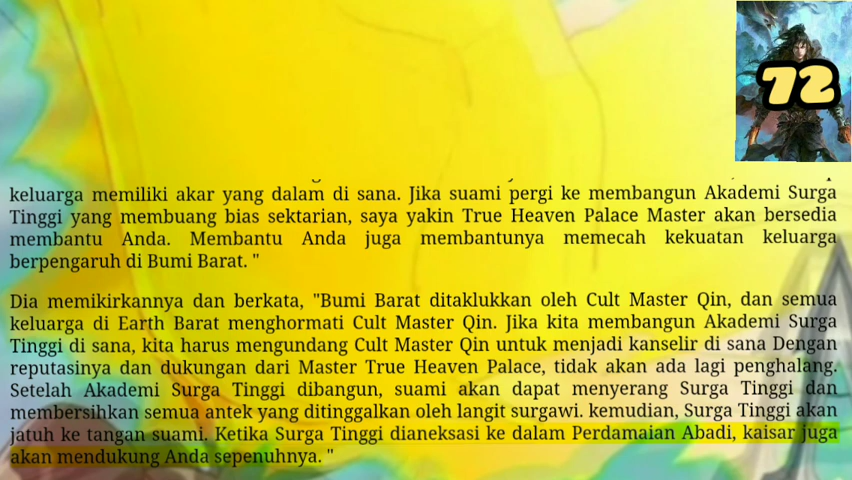 72
keluarga memiliki akar yang dalam di sana. Jika suami pergi ke membangun Akademi Surga
Tinggi yang membuang bias sektarian, saya yakin True Heaven Palace Master akan bersedia
membantu Anda. Membantu Anda juga membantunya memecah kekuatan keluarga
berpengaruh di Bumi Barat. "
Dia memikirkannya dan berkata, "Bumi Barat ditaklukkan oleh Cult Master Qin, dan semua
keluarga di Earth Barat menghormati Cult Master Qin. Jika kita membangun Akademi Surga
Tinggi di sana, kita harus mengundang Cult Master Qin untuk menjadi kanselir di sana Dengan
reputasinya dan dukungan dari Master True Heaven Palace, tidak akan ada lagi penghalang.
Setelah Akademi Surga Tinggi dibangun, suami akan dapat menyerang Surga Tinggi dan
membersihkan semua antek yang ditinggalkan oleh langit surgawi. kemudian, Surga Tinggi akan
jatuh ke tangan suami. Ketika Surga Tinggi dianeksasi ke dalam Perdamaian Abadi, kaisar juga
akan mendukung Anda sepenuhnya. "